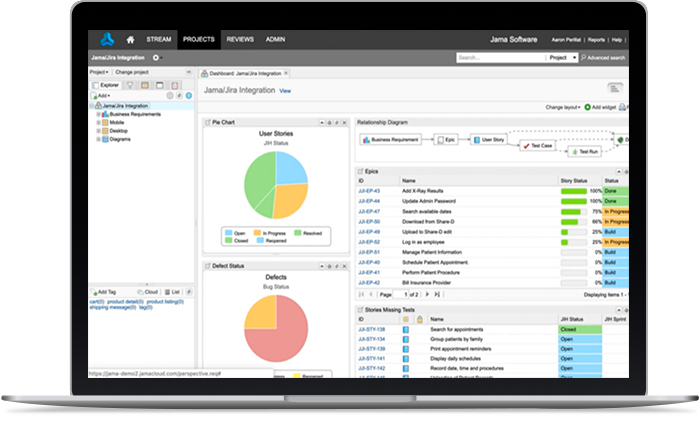 STREAM PROJECTS REVIEWS ADMIN Jama Software Aaron Perillat Reports Help
Jama/Jira Integration Search... Project Advanced search
Project Change project Dashboard: Jama/Jira Integration
Explorer Jama/Jira Integration View
Add
Jama/Jira Integration Change layout Add widget
Business Requirements
Mobile
Desktop
Diagrams
Pie Chart
User Stories
JIH Status
Open In Progress Resolved
Closed Reopened
Relationship Diagram
Business Requirement Epic User Story
Test Case
Test Run
Epics
ID Name Story Status Status
JJI-EP-43 Add X-Ray Results 100% Done
JJI-EP-44 Update Admin Password 100% Done
JJI-EP-47 Search available dates 75% In Progress
JJI-EP-50 Download from Share-D 66% In Progress
JJI-EP-49 Upload to Share-D edit 25% Build
JJI-EP-52 Log in as employee 25% In Progress
JJI-EP-51 Manage Patient Information. Build
JJI-EP-40 Schedule Patient Appointment. Build
JJI-EP-41 Perform Patient Procedure Build
JJI-EP-42 Bill Insurance Provider Build
Page 1 of 2 Displaying items 1 -
Defect Status
Defects
Bug Status
Reopened
Stories Missing Tests
ID Name JIH Status JIH Sprint
JJI-STY-138 Search for appointments Closed
JJI-STY-134 Group patients by family Open
JJI-STY-139 Print appointment reminders Open
JJI-STY-141 Display daily schedules Open
JJI-STY-142 Record date, time and procedures Open
Add Tag Cloud List
cart(0) product detail(0) product listing(0)
shipping message(0) tag(0)
https://jama-demo2.jamacloud.com/perspective.req#